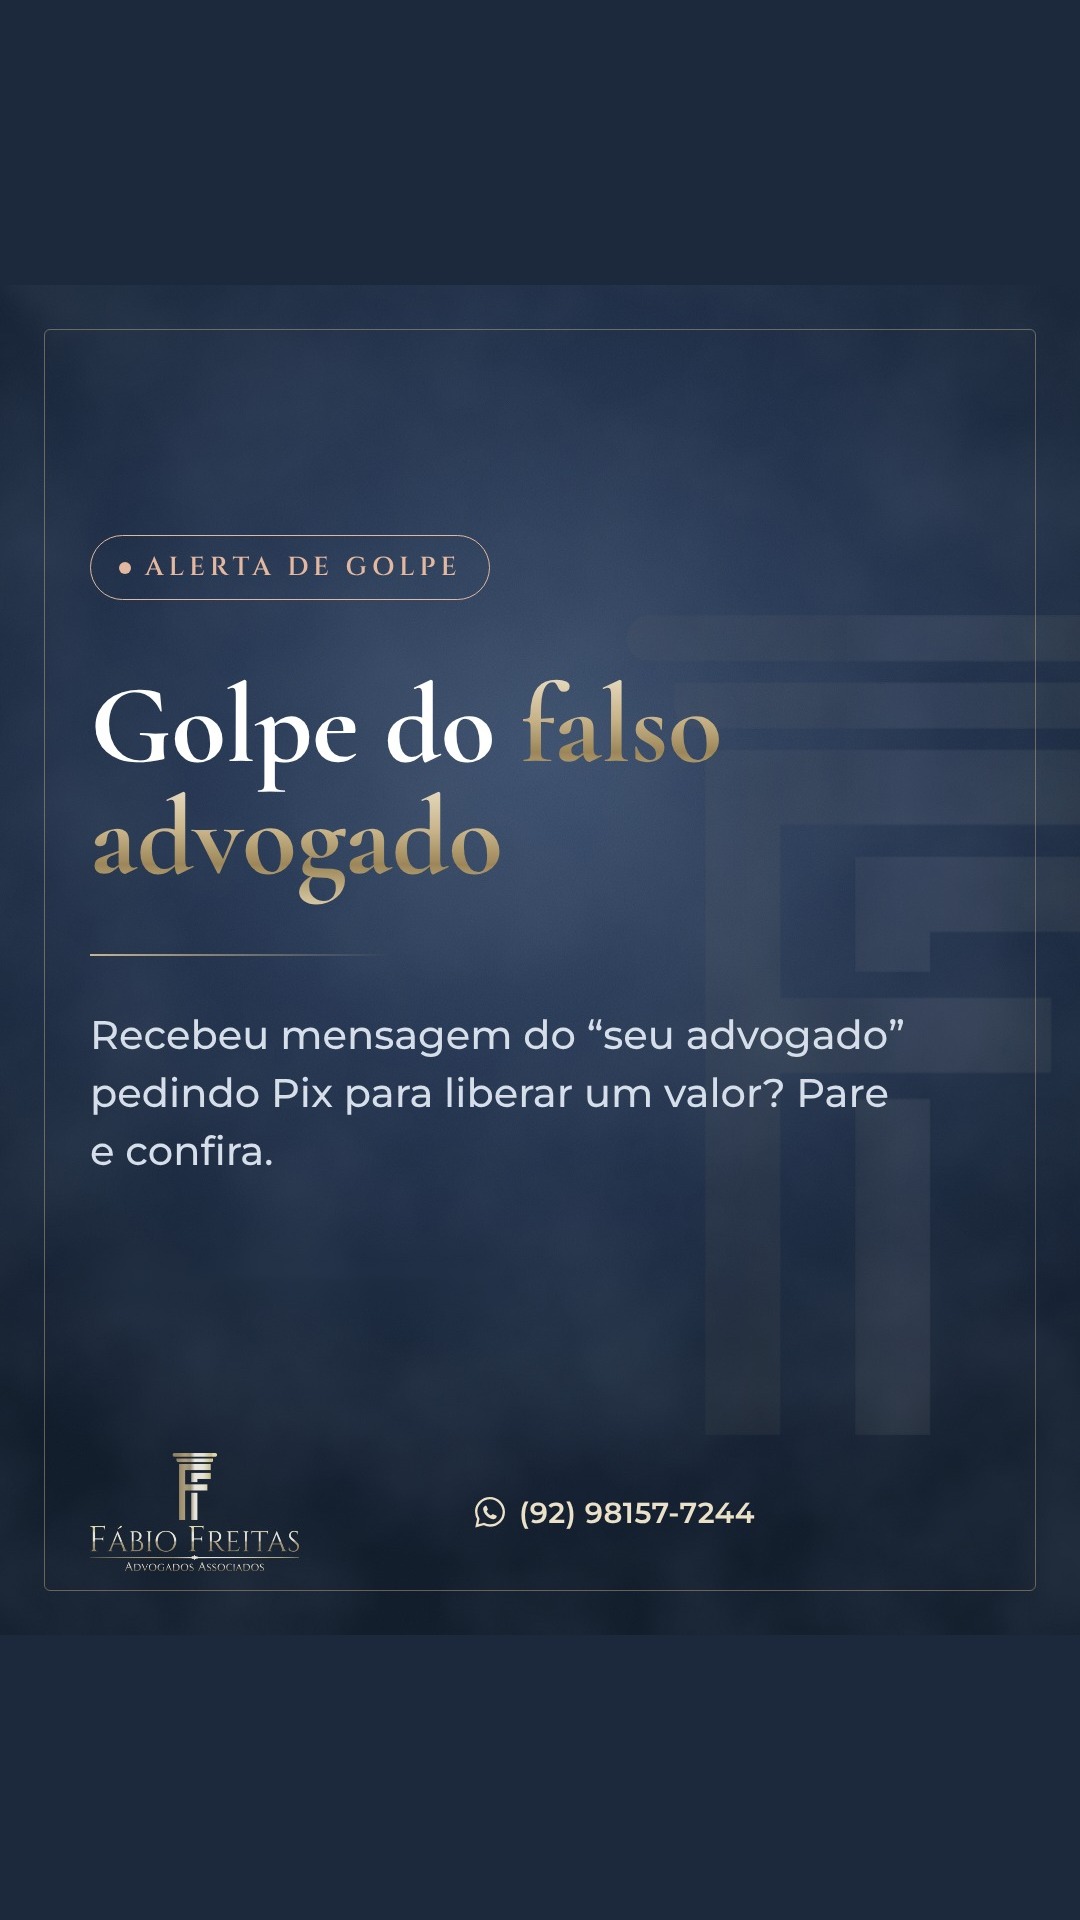 ALERTA DE GOLPE
Golpe do falso
advogado
Recebeu mensagem do “seu advogado”
pedindo Pix para liberar um valor? Pare
e confira.
FÁBIO FREITAS
ADVOGADOS ASSOCIADOS
(92) 98157-7244